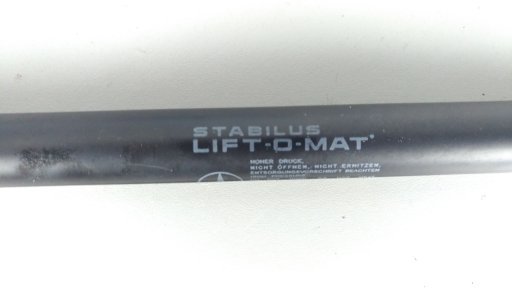 STABILUS
LIFT-O-MAT®
HOHER DRUCK,
NICHT ÖFFNEN, NICHT ERHITZEN,
ENTSORGUNGSVORSCHRIFT BEACHTEN